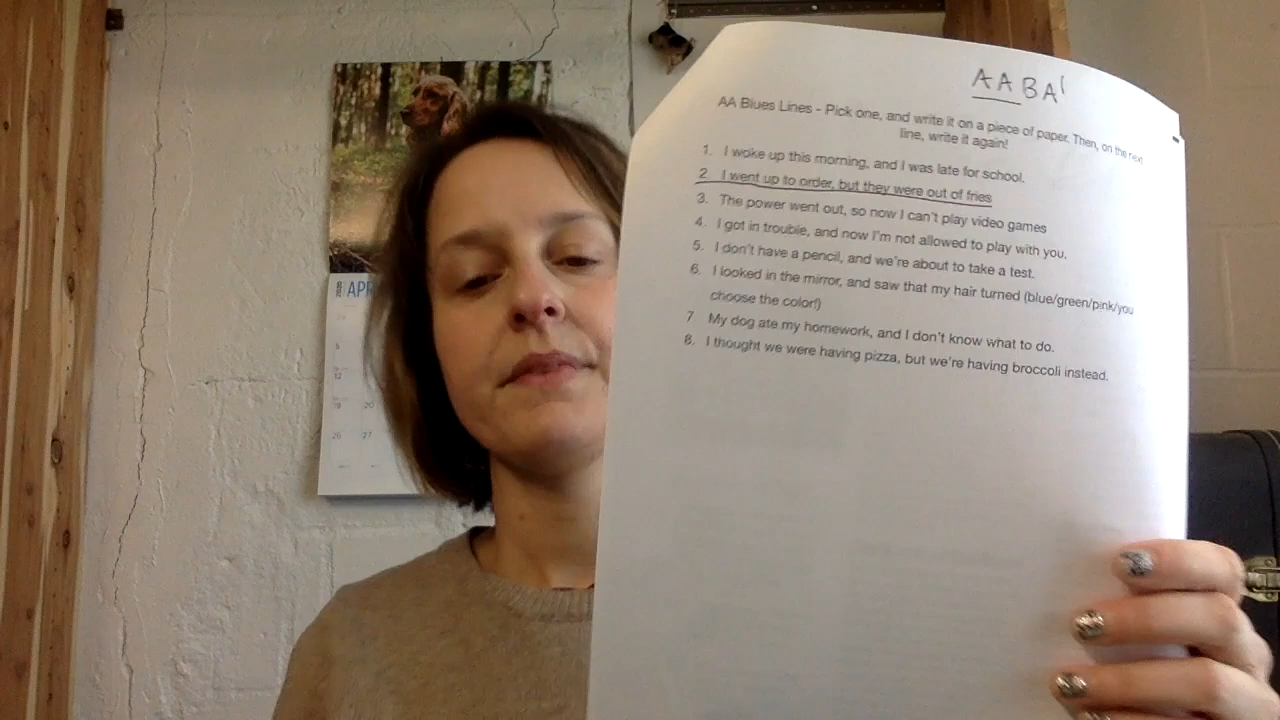 AABA'
AA Blues Lines - Pick one, and write it on a piece of paper. Then, on the next
line, write it again!
1. I woke up this morning, and I was late for school.
2. I went up to order, but they were out of fries
3. The power went out, so now I can't play video games
4. I got in trouble, and now I'm not allowed to play with you.
5. I don't have a pencil, and we're about to take a test.
6. I looked in the mirror, and saw that my hair turned (blue/green/pink/you
choose the color!)
7. My dog ate my homework, and I don't know what to do.
8. I thought we were having pizza, but we're having broccoli instead.
APR
5
12
19 20
26 27